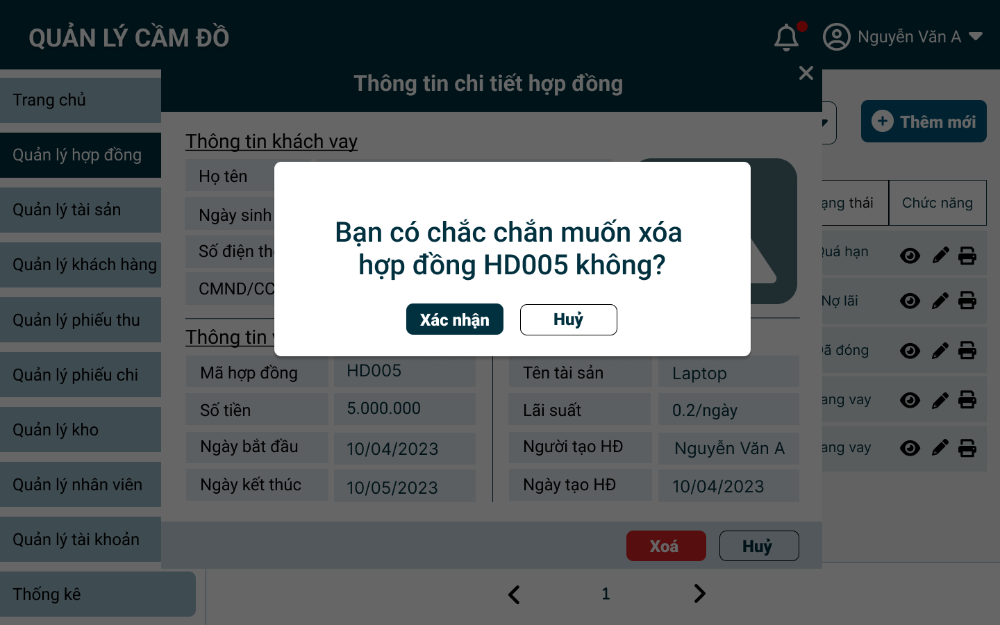 QUẢN LÝ CẦM ĐỒ
Nguyễn Văn A
Thông tin chi tiết hợp đồng
Trang chủ
Quản lý hợp đồng
Quản lý tài sản
Quản lý khách hàng
Quản lý phiếu thu
Quản lý phiếu chi
Quản lý kho
Quản lý nhân viên
Quản lý tài khoản
Thống kê
Thêm mới
Thông tin khách vay
Họ tên
Ngày sinh
Số điện
CMND/CC
thái
Chức năng
hạn
Nợ lãi
đóng
vay
vay
Bạn có chắc chắn muốn xóa
hợp đồng HD005 không?
Xác nhận
Huỷ
Thông tin
Mã hợp đồng
HD005
Tên tài sản
Laptop
Số tiền
5.000.000
Lãi suất
0.2/ngày
Ngày bắt đầu
10/04/2023
Người tạo HĐ
Nguyễn Văn A
Ngày kết thúc
10/05/2023
Ngày tạo HĐ
10/04/2023
Xoá
Huỷ
1